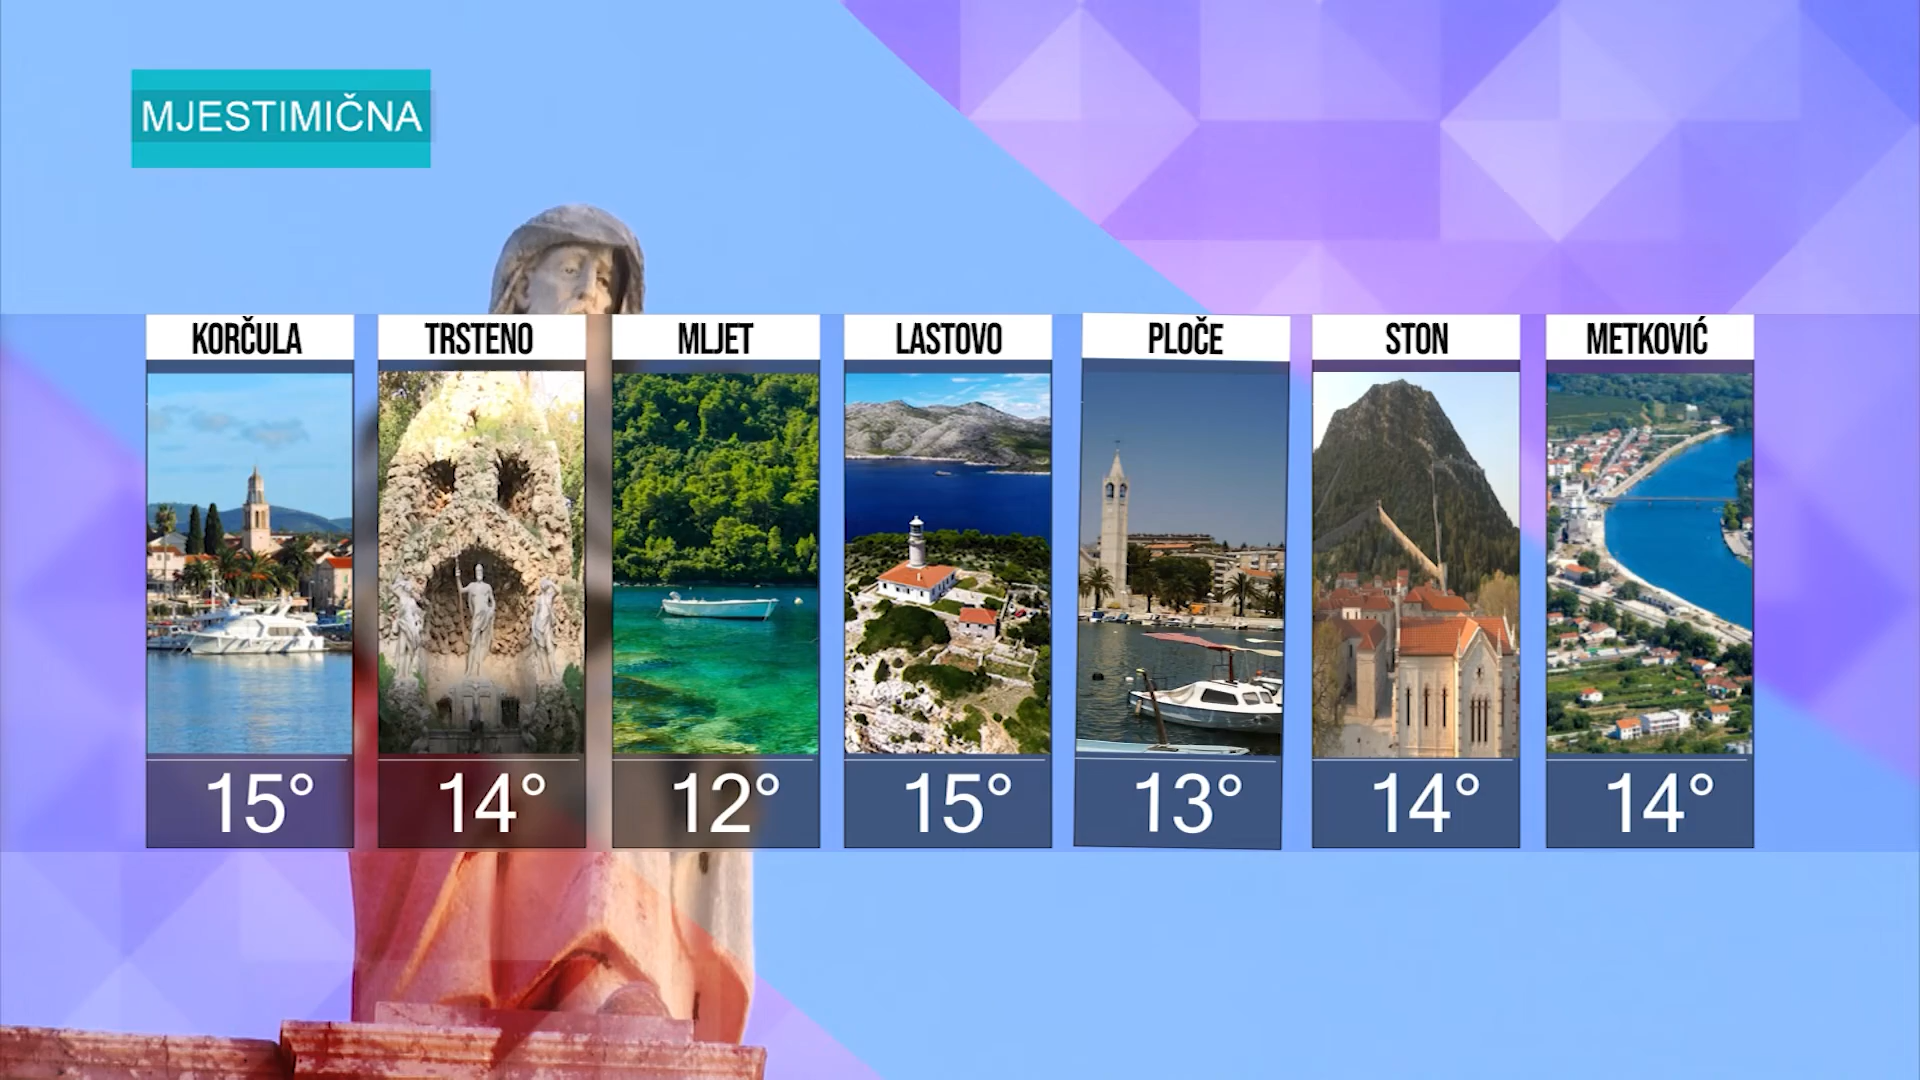 MJESTIMIČNA
KORČULA
TRSTENO
MLJET
LASTOVO
PLOČE
STON
METKOVIĆ
15°
14°
12°
15°
13°
14°
14°